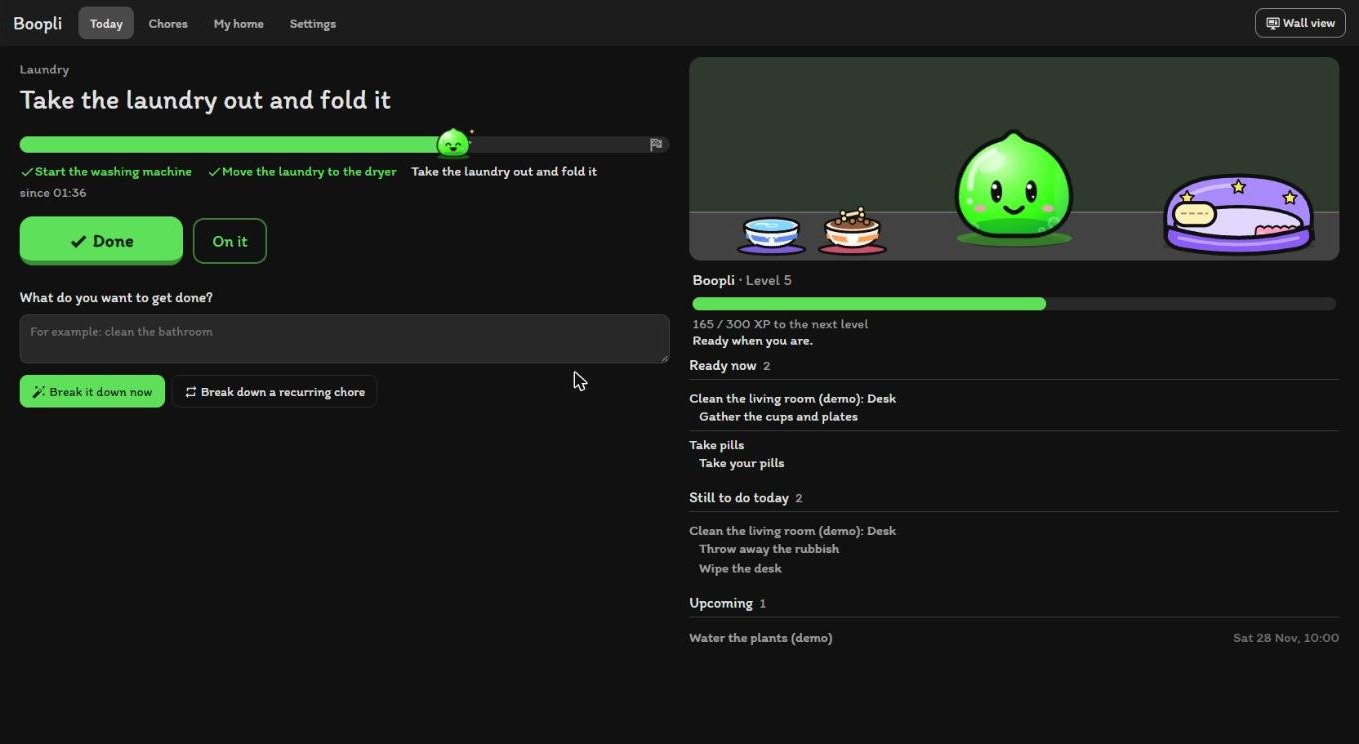 Boopli
Today
Chores
My home
Settings
Wall view
Laundry
Take the laundry out and fold it
Start the washing machine
Move the laundry to the dryer
Take the laundry out and fold it
since 01:36
Done
On it
What do you want to get done?
For example: clean the bathroom
Break it down now
Break down a recurring chore
Boopli · Level 5
165 / 300 XP to the next level
Ready when you are.
Ready now 2
Clean the living room (demo): Desk
Gather the cups and plates
Take pills
Take your pills
Still to do today 2
Clean the living room (demo): Desk
Throw away the rubbish
Wipe the desk
Upcoming 1
Water the plants (demo)
Sat 28 Nov, 10:00